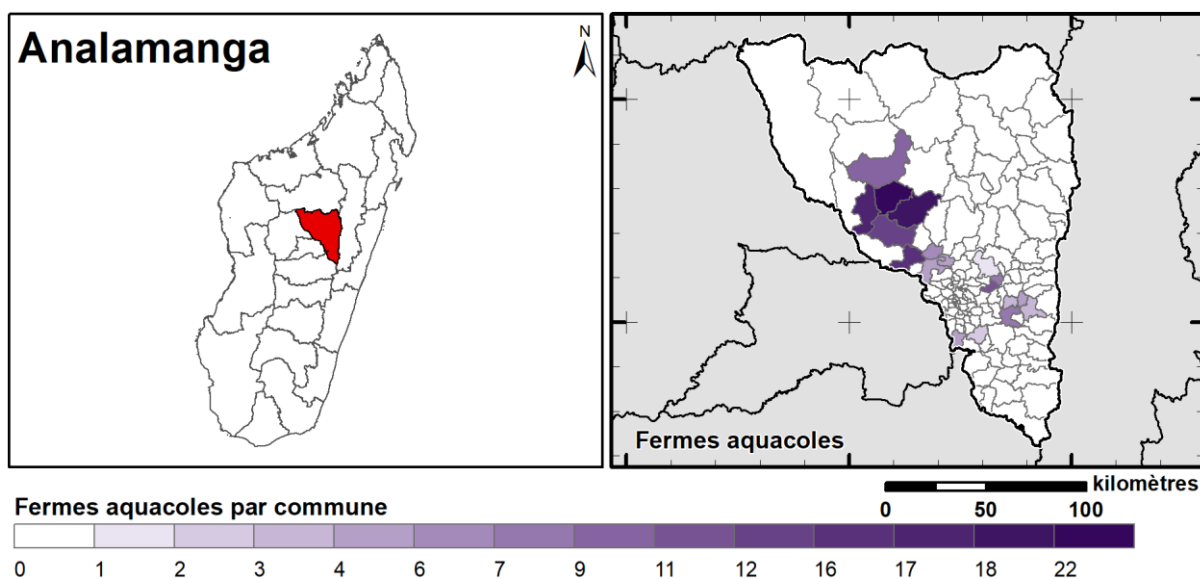 Analamanga
N
Fermes aquacoles
kilomètres
0 50 100
Fermes aquacoles par commune
0 1 2 3 4 6 7 9 11 12 16 17 18 22